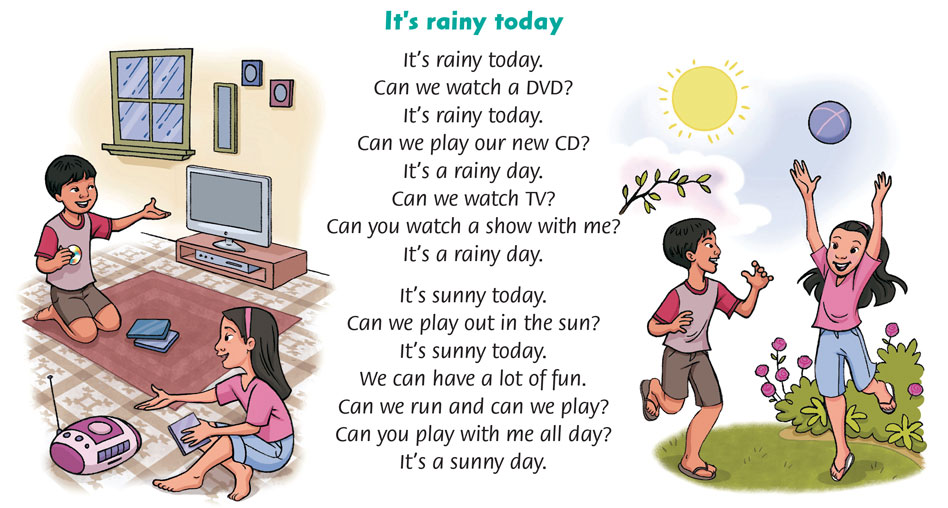 It's rainy today
It's rainy today.
Can we watch a DVD?
It's rainy today.
Can we play our new CD?
It's a rainy day.
Can we watch TV?
Can you watch a show with me?
It's a rainy day.
It's sunny today.
Can we play out in the sun?
It's sunny today.
We can have a lot of fun.
Can we run and can we play?
Can you play with me all day?
It's a sunny day.